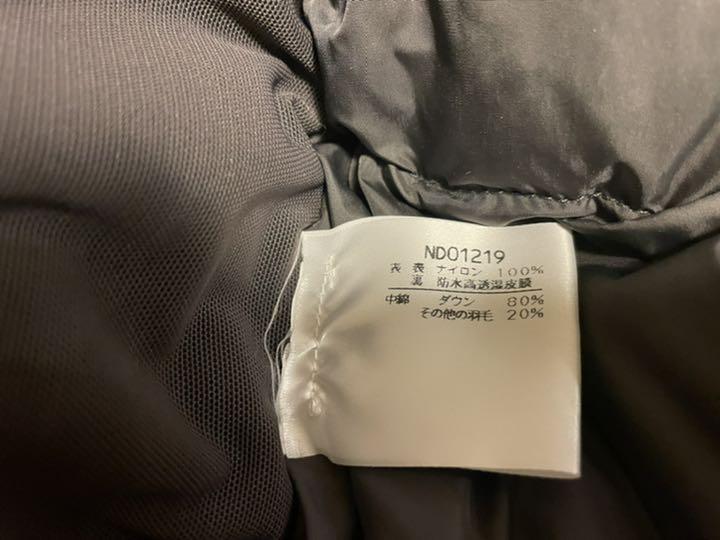 ND01219
表 表 ナイロン 100%
裏 防水高透湿皮膜
中綿 ダウン 80%
その他の羽毛 20%